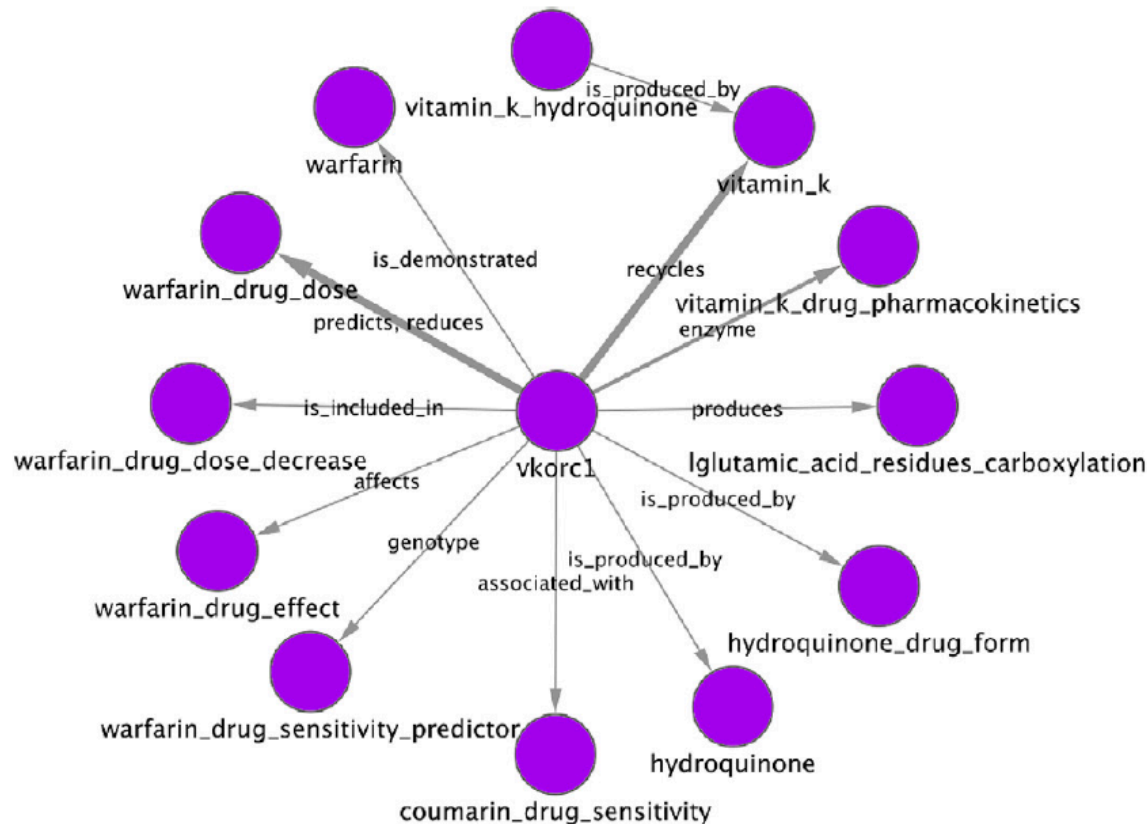 is_produced_by
vitamin_k_hydroquinone
warfarin
vitamin_k
is_demonstrated
recycles
warfarin_drug_dose
vitamin_k_drug_pharmacokinetics
predicts, reduces
enzyme
is_included_in
produces
warfarin_drug_dose_decrease
vkorc1
lglutamic_acid_residues_carboxylation
affects
is_produced_by
genotype
is_produced_by
associated_with
warfarin_drug_effect
hydroquinone_drug_form
warfarin_drug_sensitivity_predictor
hydroquinone
coumarin_drug_sensitivity